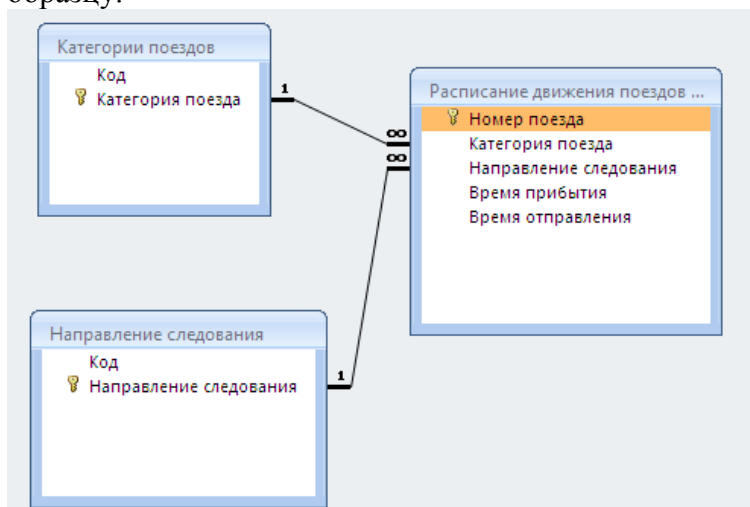 образцу.
Категории поездов
Код
Категория поезда
1
Расписание движения поездов ...
Номер поезда
Категория поезда
Направление следования
Время прибытия
Время отправления
∞
∞
Направление следования
Код
Направление следования
1